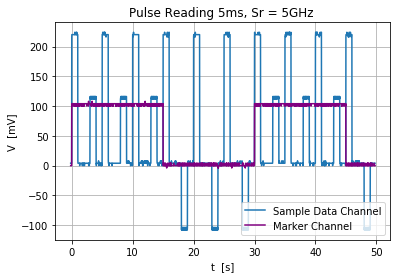 Pulse Reading 5ms, Sr = 5GHz
V [mV]
200
150
100
50
0
−50
−100
0
10
20
30
40
50
t [s]
Sample Data Channel
Marker Channel